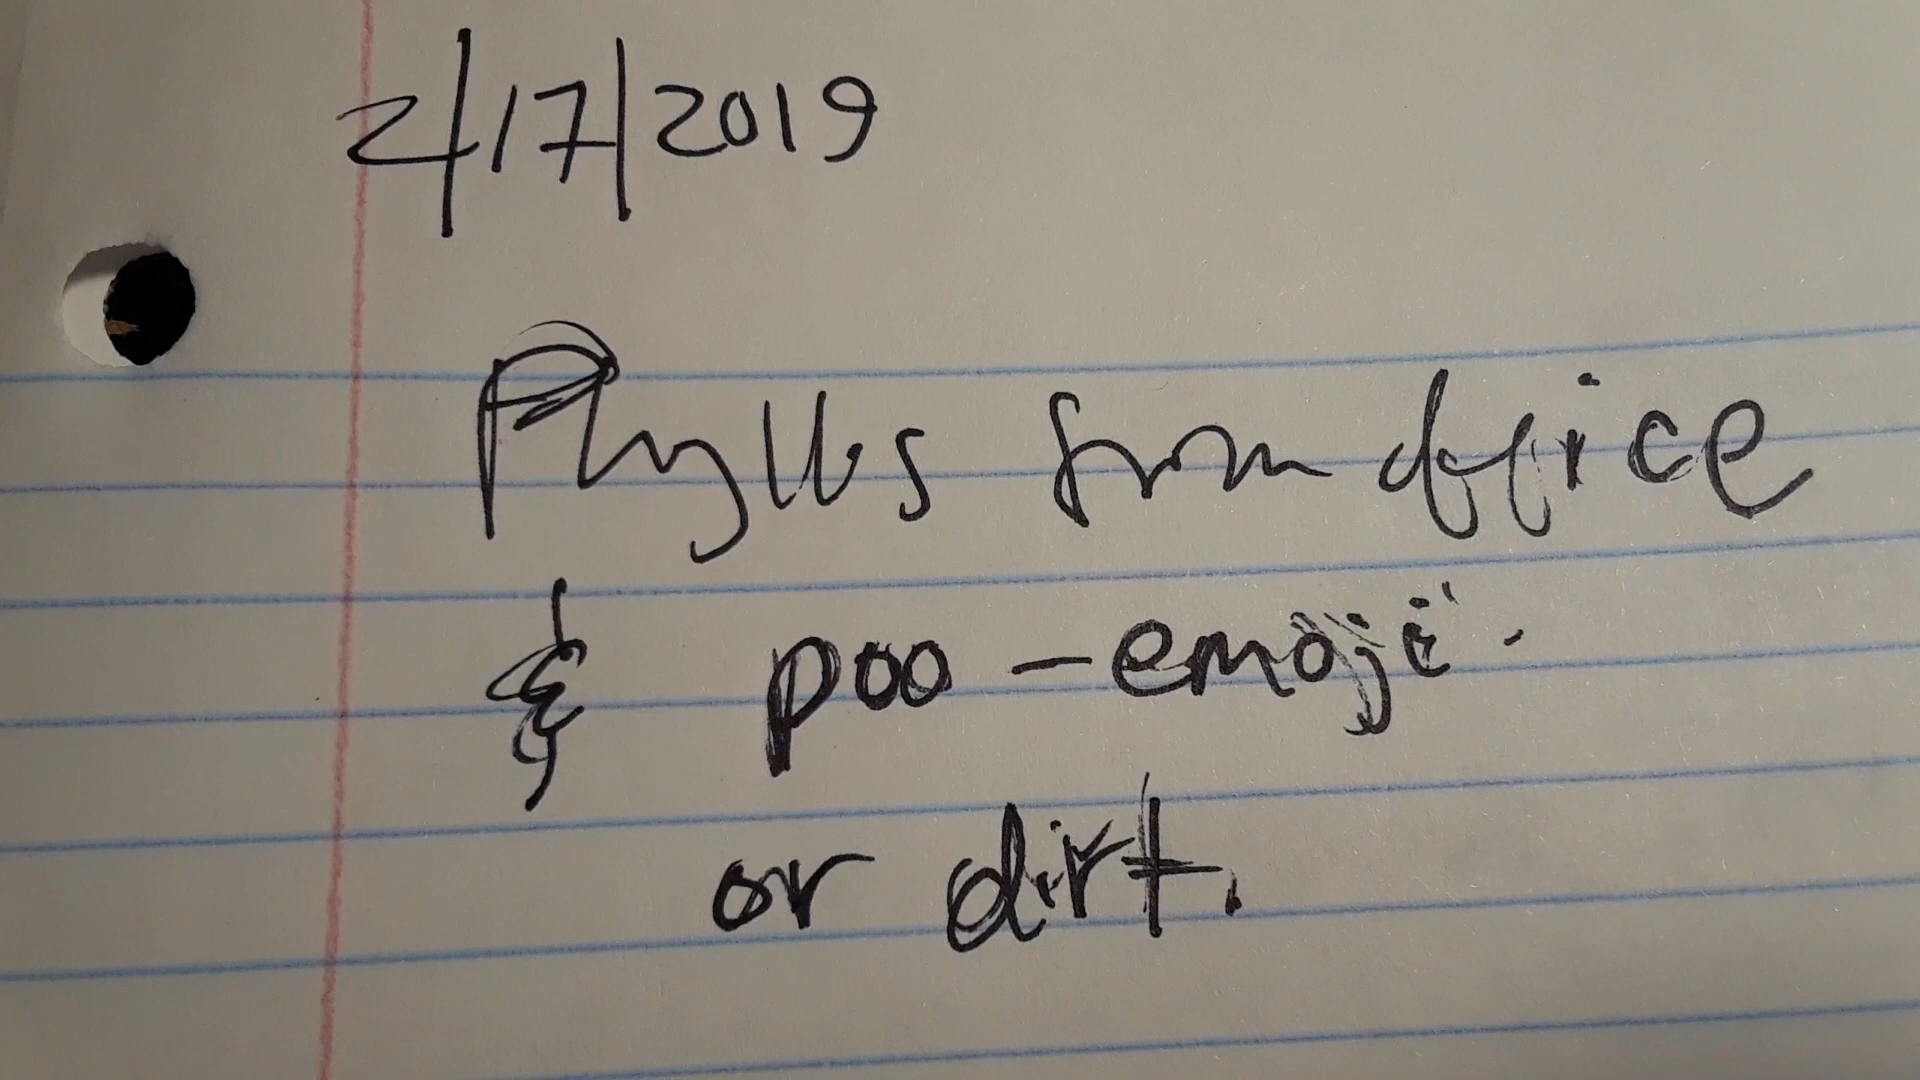 2/17/2019
Phyllis from office
& poo-emoji.
or dirt.